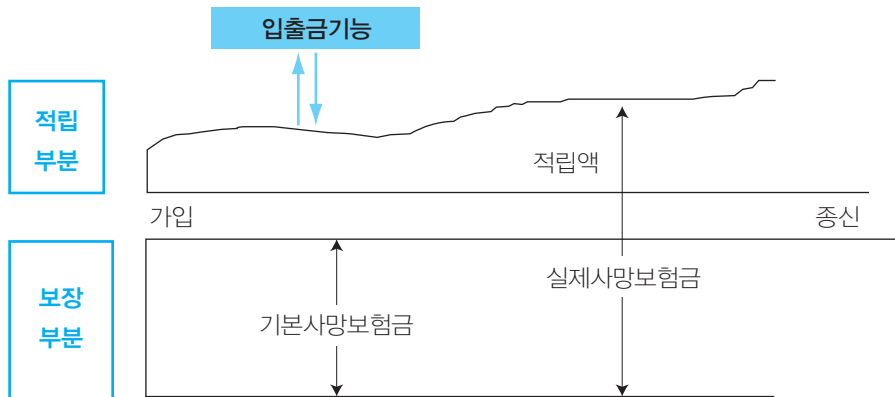 입출금기능
적립
부분
적립액
가입
종신
보장
부분
실제사망보험금
기본사망보험금